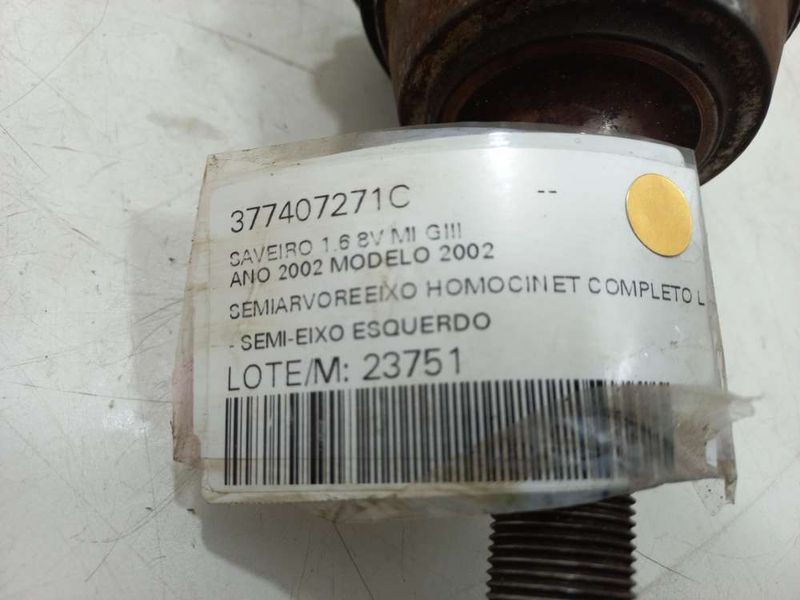 377407271C --
SAVEIRO 1.6 8V MI GIII
ANO 2002 MODELO 2002
SEMIARVOREEIXO HOMOCINET COMPLETO L
- SEMI-EIXO ESQUERDO
LOTE/M: 23751